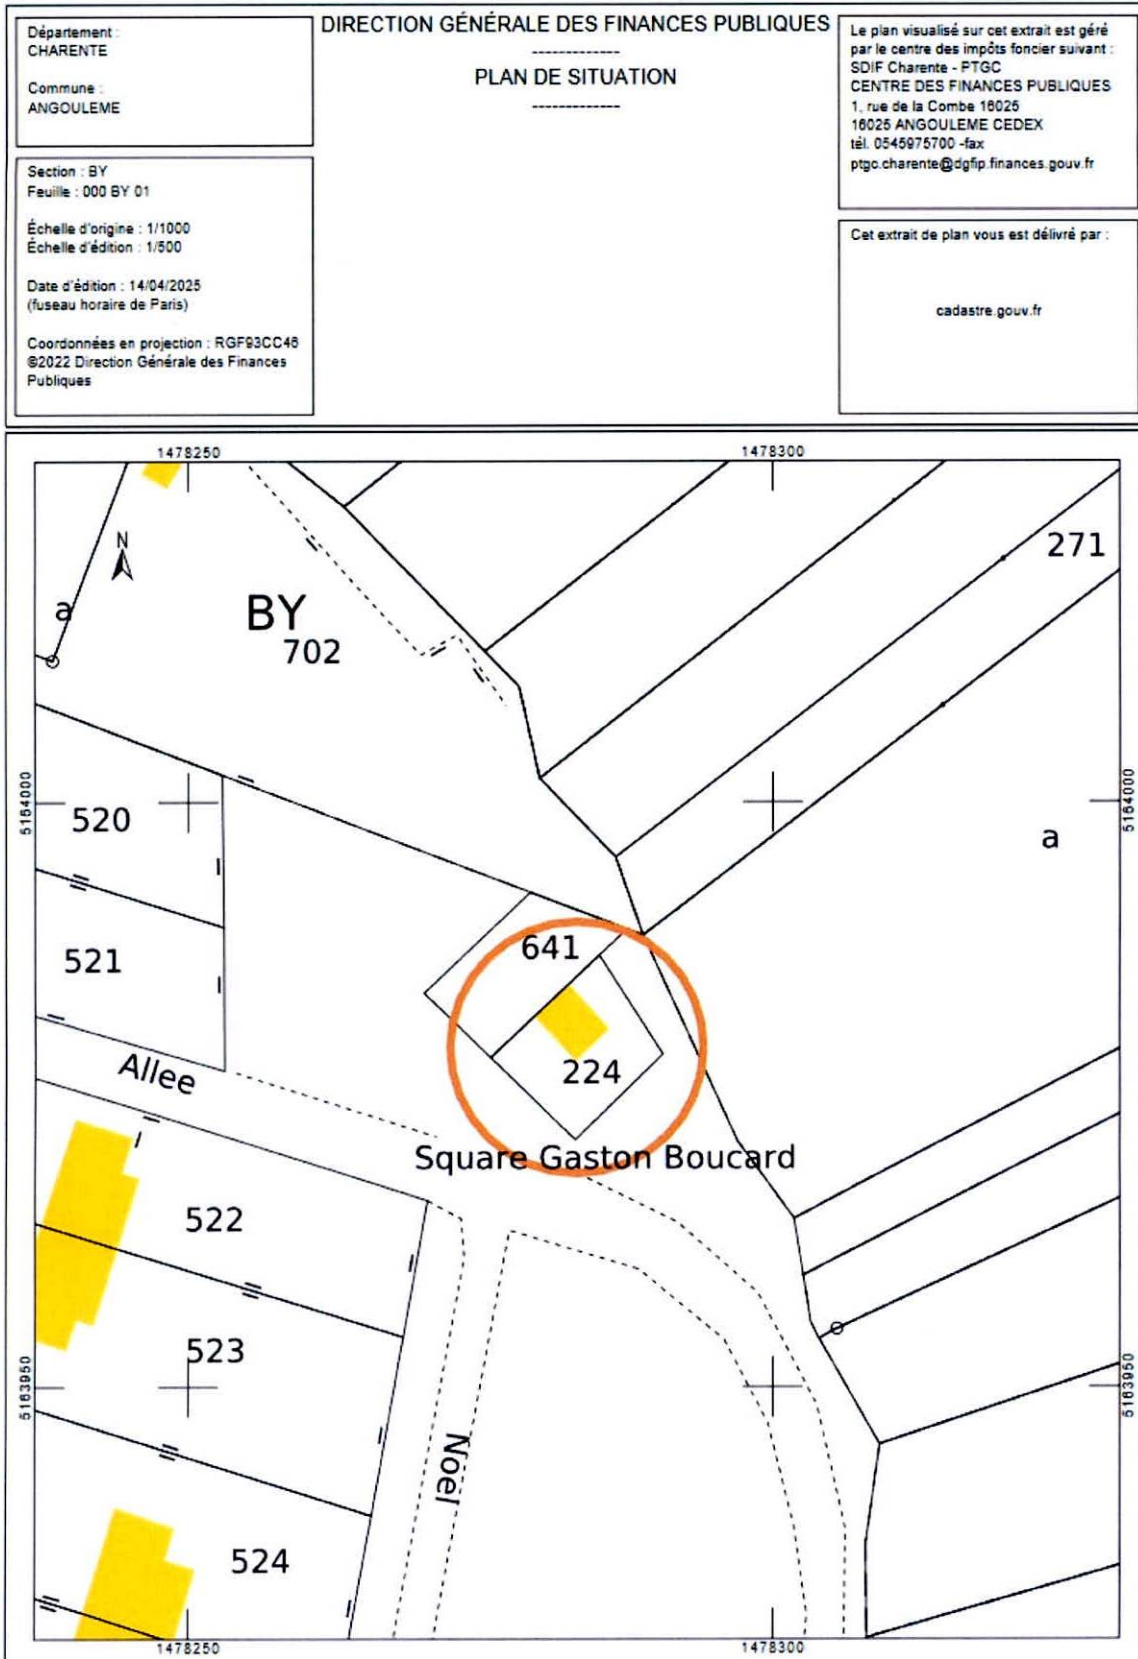 Département :
CHARENTE
Commune :
ANGOULEME
Section : BY
Feuille : 000 BY 01
Échelle d'origine : 1/1000
Échelle d'édition : 1/500
Date d'édition : 14/04/2025
(fuseau horaire de Paris)
Coordonnées en projection : RGF93CC46
©2022 Direction Générale des Finances
Publiques
DIRECTION GÉNÉRALE DES FINANCES PUBLIQUES
-------------------
PLAN DE SITUATION
-------------------
Le plan visualisé sur cet extrait est géré
par le centre des impôts foncier suivant :
SDIF Charente - PTGC
CENTRE DES FINANCES PUBLIQUES
1, rue de la Combe 16025
16025 ANGOULEME CEDEX
tél. 0545975700 -fax
ptgc.charente@dgfip.finances.gouv.fr
Cet extrait de plan vous est délivré par :
cadastre.gouv.fr
1478250
1478300
271
N
a
BY
702
5164000
520
5164000
a
521
641
Allee
224
Square Gaston Boucard
522
523
5163950
5163950
Noel
524
1478250
1478300